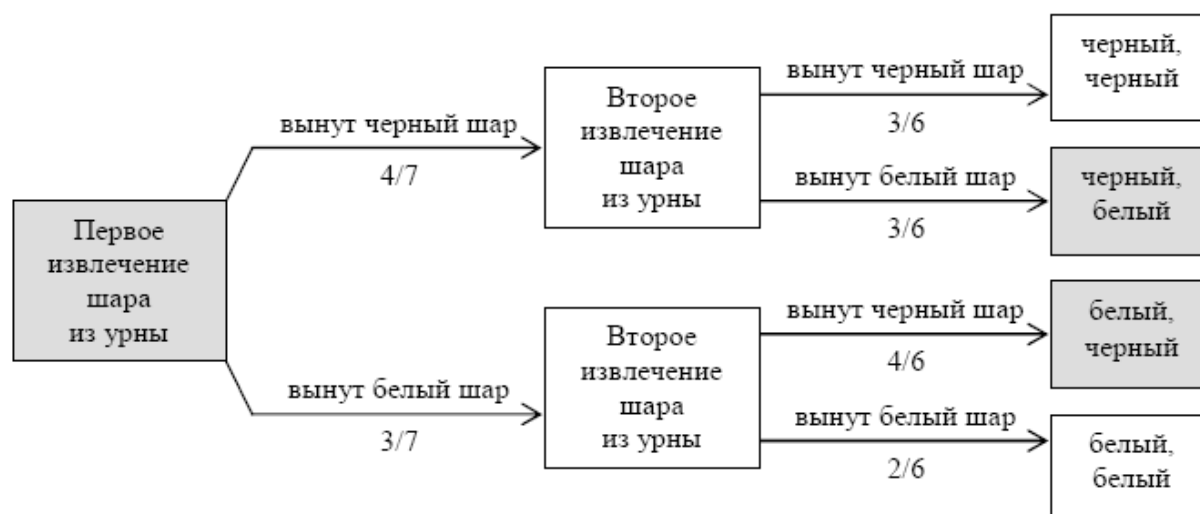 Первое
извлечение
шара
из урны
вынут черный шар
4/7
вынут белый шар
3/7
Второе
извлечение
шара
из урны
вынут черный шар
3/6
вынут белый шар
3/6
черный,
черный
черный,
белый
Второе
извлечение
шара
из урны
вынут черный шар
4/6
вынут белый шар
2/6
белый,
черный
белый,
белый